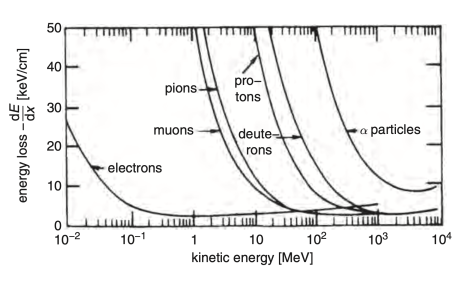 50
40
30
20
10
0
energy loss – dE/dx [keV/cm]
pions
muons
electrons
pro-
tons
deute-
rons
α particles
10⁻² 10⁻¹ 1 10 10² 10³ 10⁴
kinetic energy [MeV]